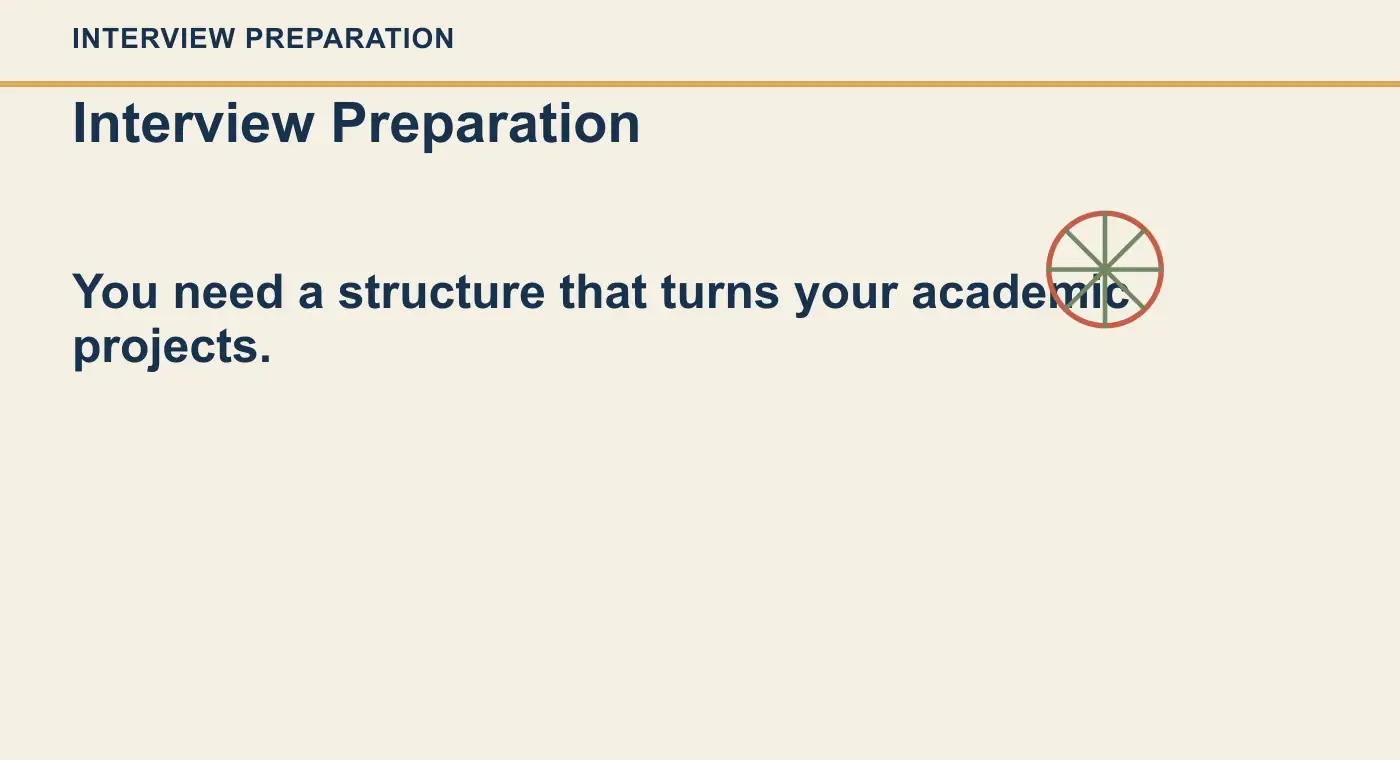 INTERVIEW PREPARATION
Interview Preparation
You need a structure that turns your academic
projects.